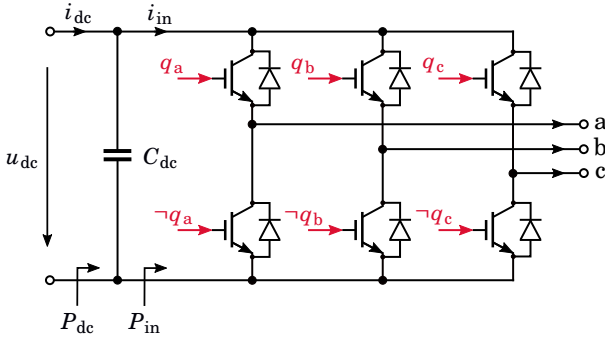 i_dc i_in
q_a q_b q_c
a
b
u_dc C_dc
c
¬q_a ¬q_b ¬q_c
P_dc P_in